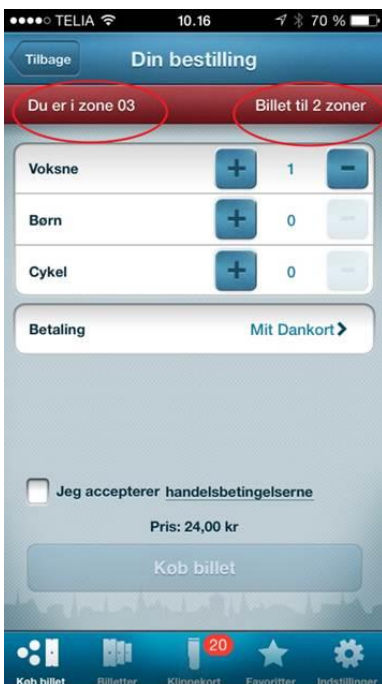 TELIA 10.16 70 %
Tilbage Din bestilling
Du er i zone 03 Billet til 2 zoner
Voksne + 1 −
Børn + 0 −
Cykel + 0 −
Betaling Mit Dankort
Jeg accepterer handelsbetingelserne
Pris: 24,00 kr
Køb billet
20
Køb billet Billetter Klippekort Favoritter Indstillinger